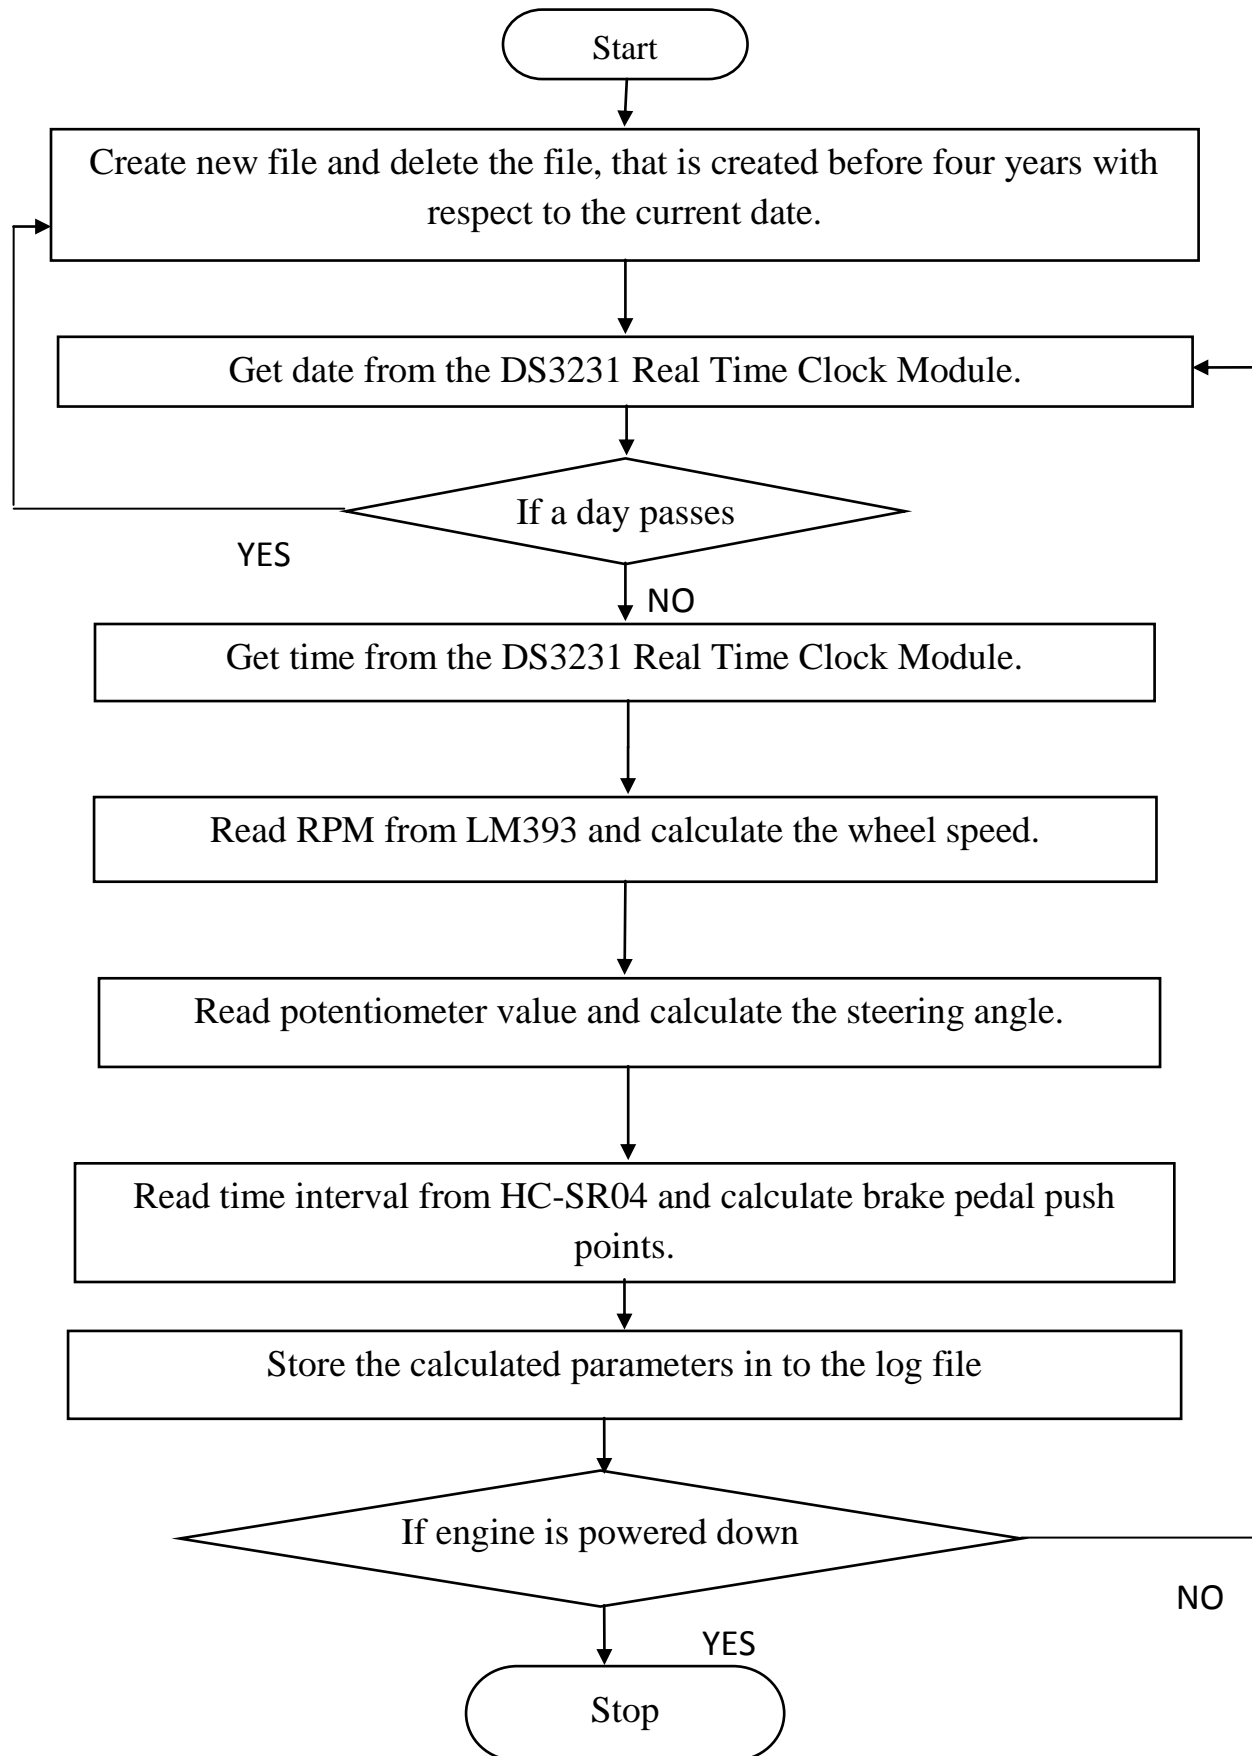 Start
Create new file and delete the file, that is created before four years with
respect to the current date.
Get date from the DS3231 Real Time Clock Module.
If a day passes
YES
NO
Get time from the DS3231 Real Time Clock Module.
Read RPM from LM393 and calculate the wheel speed.
Read potentiometer value and calculate the steering angle.
Read time interval from HC-SR04 and calculate brake pedal push
points.
Store the calculated parameters in to the log file
If engine is powered down
NO
YES
Stop